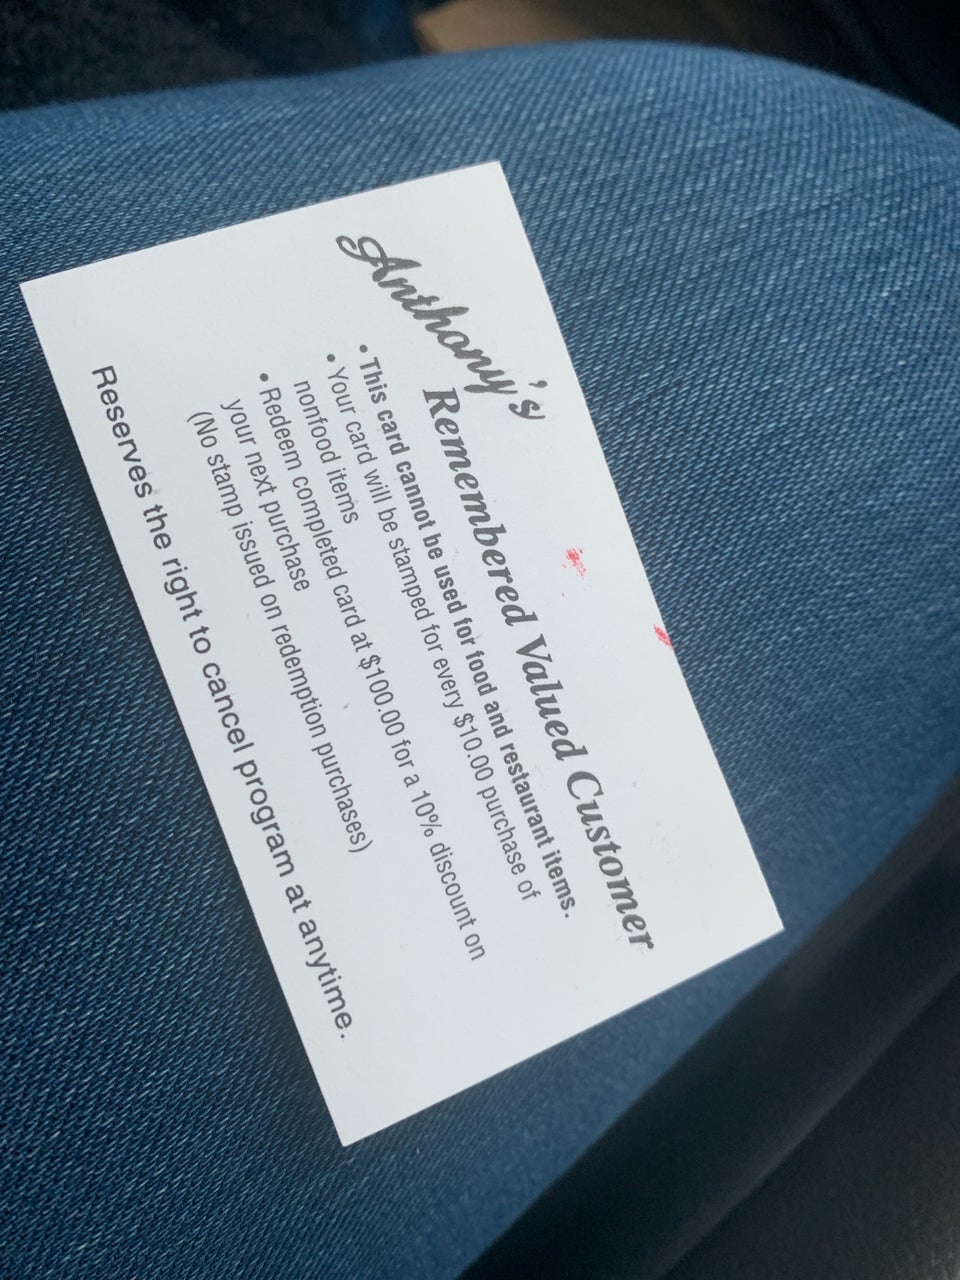 Anthony's
Remembered Valued Customer
• This card cannot be used for food and restaurant items.
• Your card will be stamped for every $10.00 purchase of
nonfood items
• Redeem completed card at $100.00 for a 10% discount on
your next purchase
(No stamp issued on redemption purchases)
Reserves the right to cancel program at anytime.